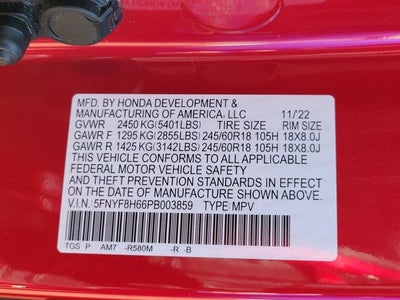 MFD. BY HONDA DEVELOPMENT &
MANUFACTURING OF AMERICA, LLC 11/'22
GVWR 2450 KG(5401LBS) TIRE SIZE RIM SIZE
GAWR F 1295 KG(2855LBS) 245/60R18 105H 18X8.0J
GAWR R 1425 KG(3142LBS) 245/60R18 105H 18X8.0J
THIS VEHICLE CONFORMS TO ALL APPLICABLE
FEDERAL MOTOR VEHICLE SAFETY
AND THEFT PREVENTION STANDARDS IN EFFECT
ON THE DATE OF MANUFACTURE SHOWN ABOVE.
V.I.N. 5FNYF8H66PB003859 TYPE: MPV
TGS P AM7 -R580M -R -B